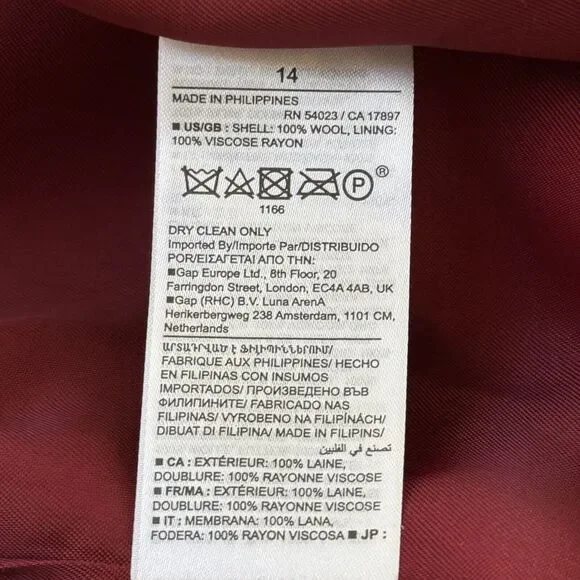 14
MADE IN PHILIPPINES
RN 54023 / CA 17897
■ US/GB : SHELL: 100% WOOL, LINING:
100% VISCOSE RAYON
P ®
1166
DRY CLEAN ONLY
Imported By/Importe Par/DISTRIBUIDO
POR/ΕΙΣΑΓΕΤΑΙ ΑΠΟ ΤΗΝ:
■Gap Europe Ltd., 8th Floor, 20
Farringdon Street, London, EC4A 4AB, UK
■Gap (RHC) B.V. Luna ArenA
Herikerbergweg 238 Amsterdam, 1101 CM,
Netherlands
ԱՐՏԱԴՐՎԱԾ Է ՖԻԼԻՊԻՆՆԵՐՈՒՄ/
FABRIQUE AUX PHILIPPINES/ HECHO
EN FILIPINAS CON INSUMOS
IMPORTADOS/ ПРОИЗВЕДЕНО ВЪВ
ФИЛИПИНИТЕ/ FABRICADO NAS
FILIPINAS/ VYROBENO NA FILIPÍNÁCH/
DIBUAT DI FILIPINA/ MADE IN FILIPINS/
تصنع في الفلبين
■ CA : EXTÉRIEUR: 100% LAINE,
DOUBLURE: 100% RAYONNE VISCOSE
■ FR/MA : EXTÉRIEUR: 100% LAINE,
DOUBLURE: 100% RAYONNE VISCOSE
■ IT : MEMBRANA: 100% LANA,
FODERA: 100% RAYON VISCOSA ■ JP :